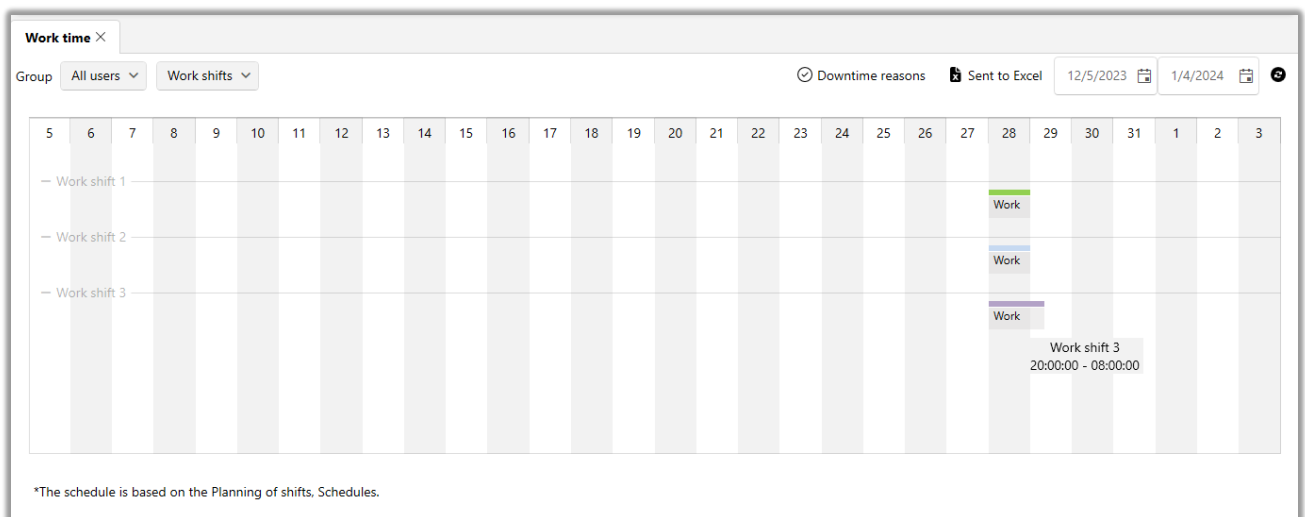 Work time
Group All users Work shifts Downtime reasons Sent to Excel 12/5/2023 1/4/2024
5 6 7 8 9 10 11 12 13 14 15 16 17 18 19 20 21 22 23 24 25 26 27 28 29 30 31 1 2 3
Work shift 1
Work
Work shift 2
Work
Work shift 3
Work
Work shift 3
20:00:00 - 08:00:00
*The schedule is based on the Planning of shifts, Schedules.